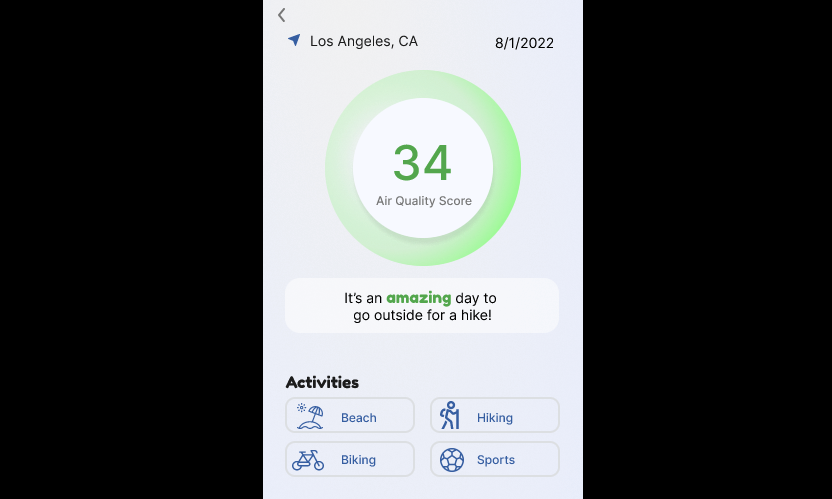 Los Angeles, CA
8/1/2022
34
Air Quality Score
It’s an amazing day to
go outside for a hike!
Activities
Beach
Hiking
Biking
Sports